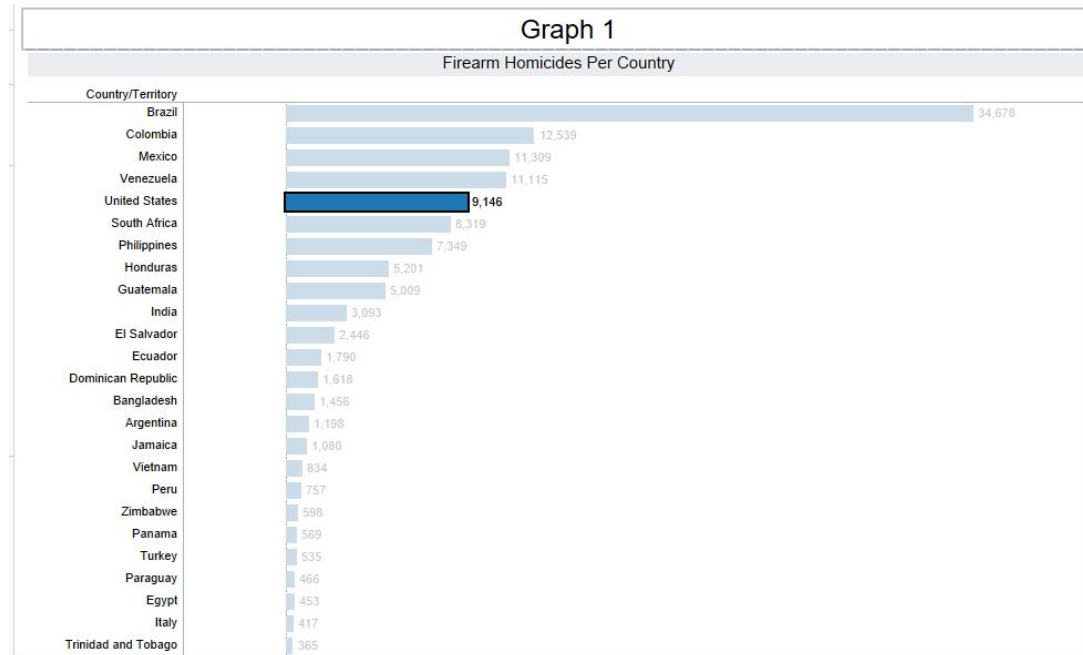 Graph 1
Firearm Homicides Per Country
Country/Territory
Brazil 34,678
Colombia 12,539
Mexico 11,309
Venezuela 11,115
United States 9,146
South Africa 8,319
Philippines 7,349
Honduras 5,201
Guatemala 5,009
India 3,093
El Salvador 2,446
Ecuador 1,790
Dominican Republic 1,618
Bangladesh 1,456
Argentina 1,198
Jamaica 1,080
Vietnam 834
Peru 757
Zimbabwe 598
Panama 569
Turkey 535
Paraguay 466
Egypt 453
Italy 417
Trinidad and Tobago 365